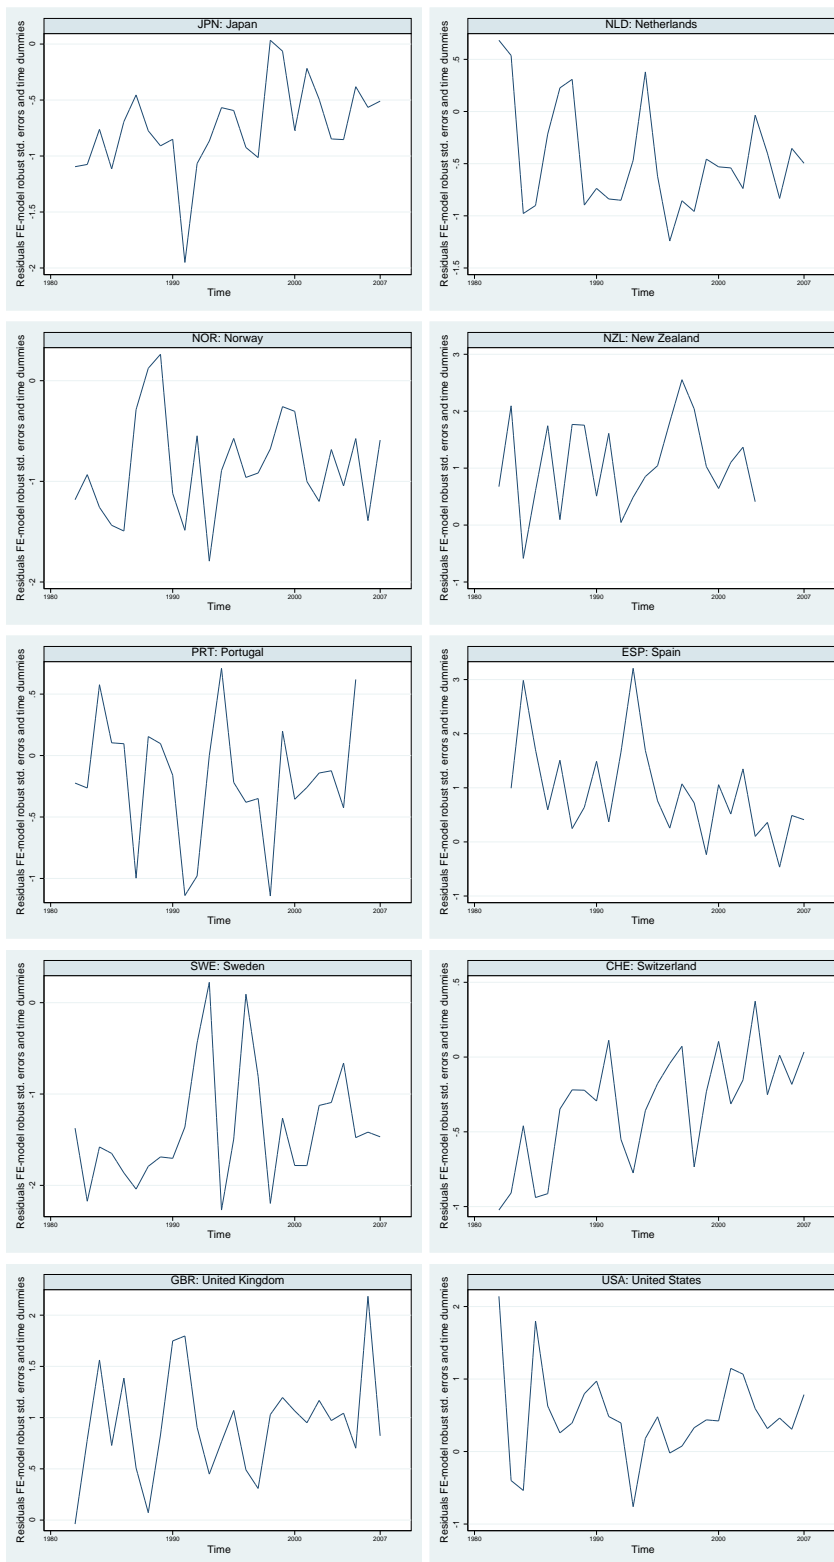 JPN: Japan
Residuals FE-model robust std. errors and time dummies
0
-.5
-1
-1.5
-2
1980 1990 2000 2007
Time
NLD: Netherlands
Residuals FE-model robust std. errors and time dummies
.5
0
-.5
-1
-1.5
1980 1990 2000 2007
Time
NOR: Norway
Residuals FE-model robust std. errors and time dummies
0
-1
-2
1980 1990 2000 2007
Time
NZL: New Zealand
Residuals FE-model robust std. errors and time dummies
3
2
1
0
-1
1980 1990 2000 2007
Time
PRT: Portugal
Residuals FE-model robust std. errors and time dummies
.5
0
-.5
-1
1980 1990 2000 2007
Time
ESP: Spain
Residuals FE-model robust std. errors and time dummies
3
2
1
0
-1
1980 1990 2000 2007
Time
SWE: Sweden
Residuals FE-model robust std. errors and time dummies
0
-1
-2
1980 1990 2000 2007
Time
CHE: Switzerland
Residuals FE-model robust std. errors and time dummies
.5
0
-.5
-1
1980 1990 2000 2007
Time
GBR: United Kingdom
Residuals FE-model robust std. errors and time dummies
2
1.5
1
.5
0
1980 1990 2000 2007
Time
USA: United States
Residuals FE-model robust std. errors and time dummies
2
1
0
-1
1980 1990 2000 2007
Time